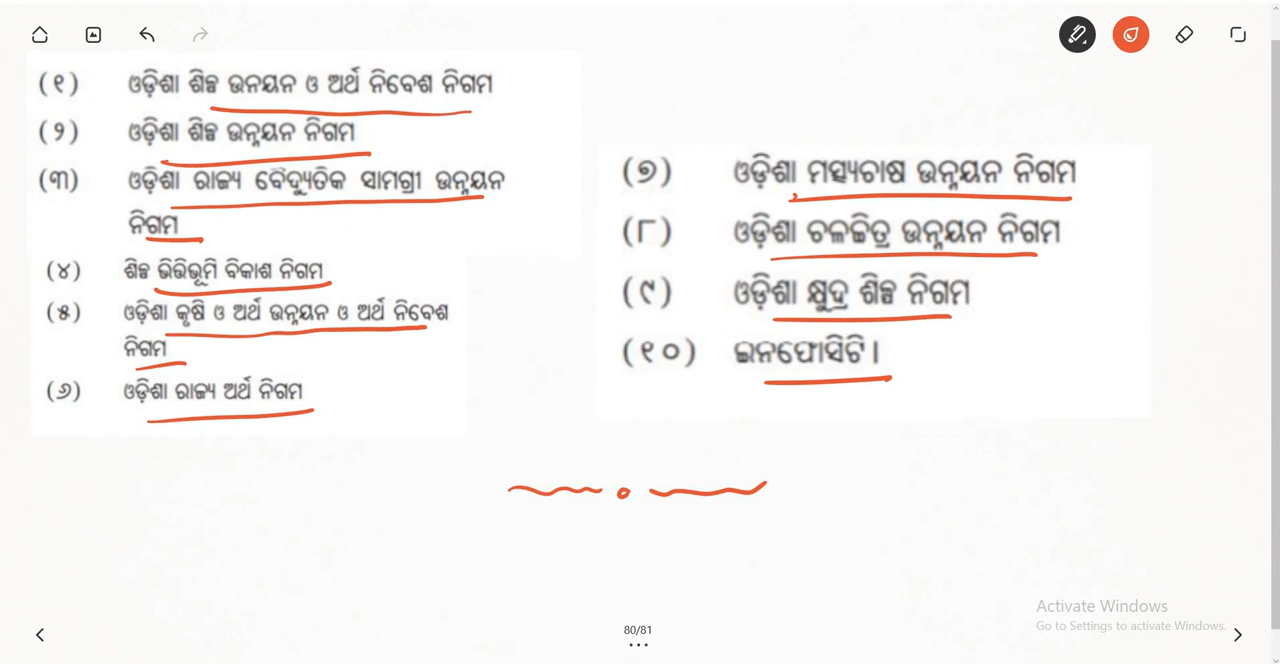 (୧) ଓଡ଼ିଶା ଶିଳ୍ପ ଉନୟନ ଓ ଅର୍ଥ ନିବେଶ ନିଗମ
(୨) ଓଡ଼ିଶା ଶିଳ୍ପ ଉନ୍ନୟନ ନିଗମ
(୩) ଓଡ଼ିଶା ରାଜ୍ୟ ବୈଦ୍ୟୁତିକ ସାମଗ୍ରୀ ଉନ୍ନୟନ
ନିଗମ
(୪) ଶିଳ୍ପ ଭିତ୍ତିଭୂମି ବିକାଶ ନିଗମ
(୫) ଓଡ଼ିଶା କୃଷି ଓ ଅର୍ଥ ଉନ୍ନୟନ ଓ ଅର୍ଥ ନିବେଶ
ନିଗମ
(୬) ଓଡ଼ିଶା ରାଜ୍ୟ ଅର୍ଥ ନିଗମ
(୭) ଓଡ଼ିଶା ମତ୍ସ୍ୟଚାଷ ଉନ୍ନୟନ ନିଗମ
(୮) ଓଡ଼ିଶା ଚଳଚ୍ଚିତ୍ର ଉନ୍ନୟନ ନିଗମ
(୯) ଓଡ଼ିଶା କ୍ଷୁଦ୍ର ଶିଳ୍ପ ନିଗମ
(୧୦) ଇନଫୋସିଟି।
Activate Windows
Go to Settings to activate Windows.
80/81